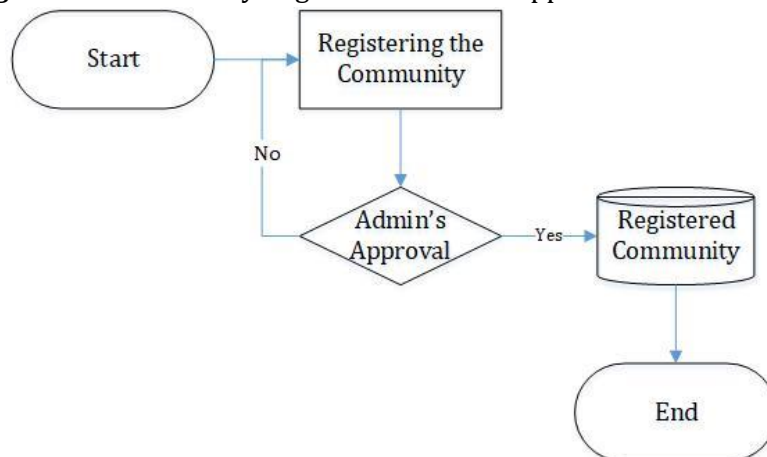 Start
Registering the
Community
No
Admin's
Approval
Yes
Registered
Community
End